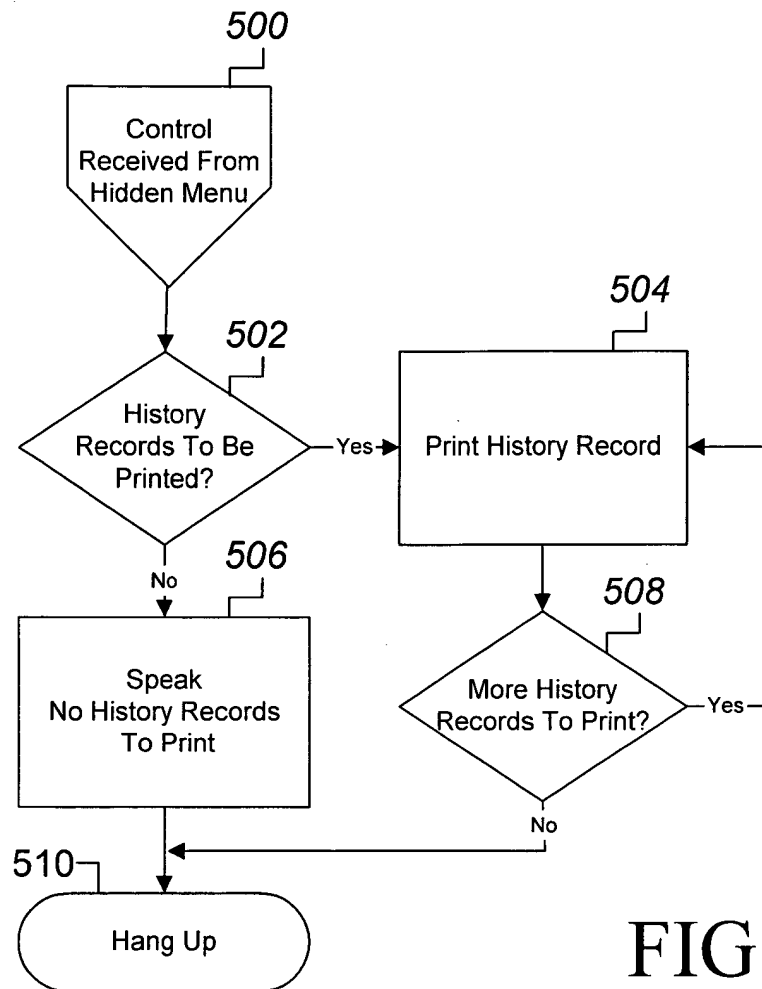 500
Control
Received From
Hidden Menu
502
History
Records To Be
Printed?
Yes
504
Print History Record
No
506
Speak
No History Records
To Print
508
More History
Records To Print?
Yes
No
510
Hang Up
FIG